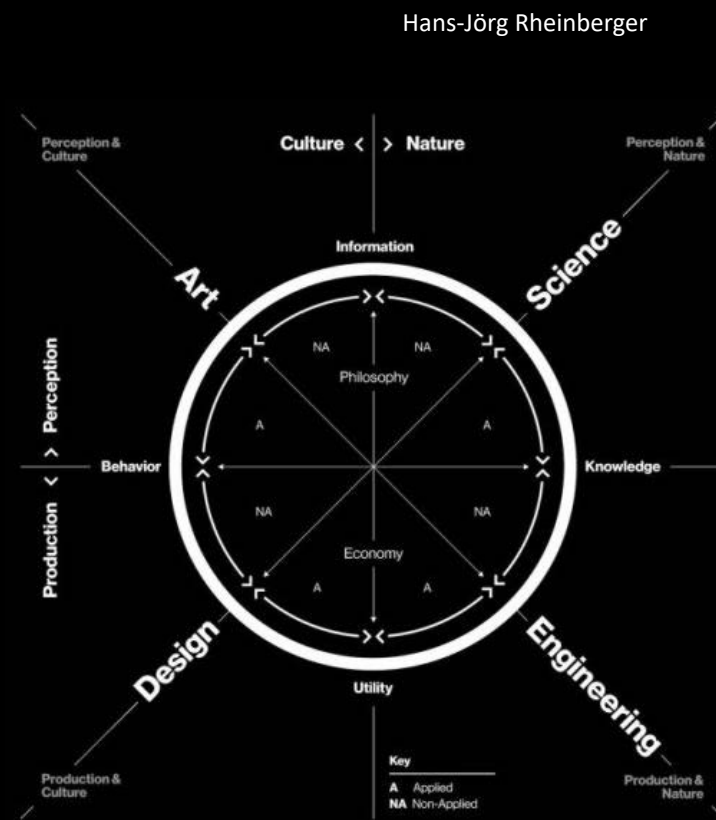 Hans-Jörg Rheinberger
Perception &
Culture
Culture < > Nature
Perception &
Nature
Information
Art
Science
NA
NA
Philosophy
A
A
Production < > Perception
Behavior
Knowledge
NA
NA
Economy
A
A
Design
Engineering
Utility
Key
A Applied
NA Non-Applied
Production &
Culture
Production &
Nature